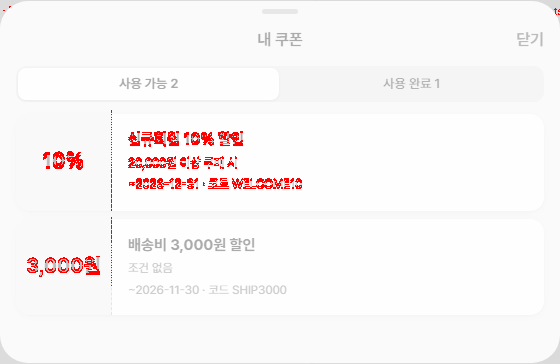 내 쿠폰
닫기
사용 가능 2
사용 완료 1
10%
신규회원 10% 할인
20,000원 이상 구매 시
~2026-12-31 · 코드 WELCOME10
3,000원
배송비 3,000원 할인
조건 없음
~2026-11-30 · 코드 SHIP3000